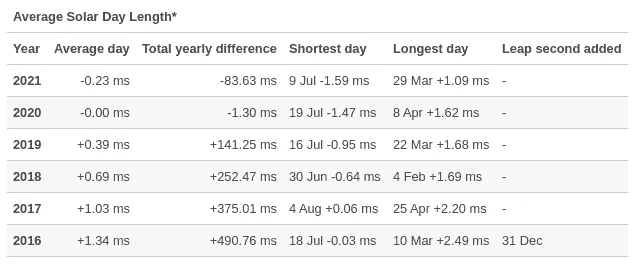 Average Solar Day Length*
Year Average day Total yearly difference Shortest day Longest day Leap second added
2021 -0.23 ms -83.63 ms 9 Jul -1.59 ms 29 Mar +1.09 ms -
2020 -0.00 ms -1.30 ms 19 Jul -1.47 ms 8 Apr +1.62 ms -
2019 +0.39 ms +141.25 ms 16 Jul -0.95 ms 22 Mar +1.68 ms -
2018 +0.69 ms +252.47 ms 30 Jun -0.64 ms 4 Feb +1.69 ms -
2017 +1.03 ms +375.01 ms 4 Aug +0.06 ms 25 Apr +2.20 ms -
2016 +1.34 ms +490.76 ms 18 Jul -0.03 ms 10 Mar +2.49 ms 31 Dec